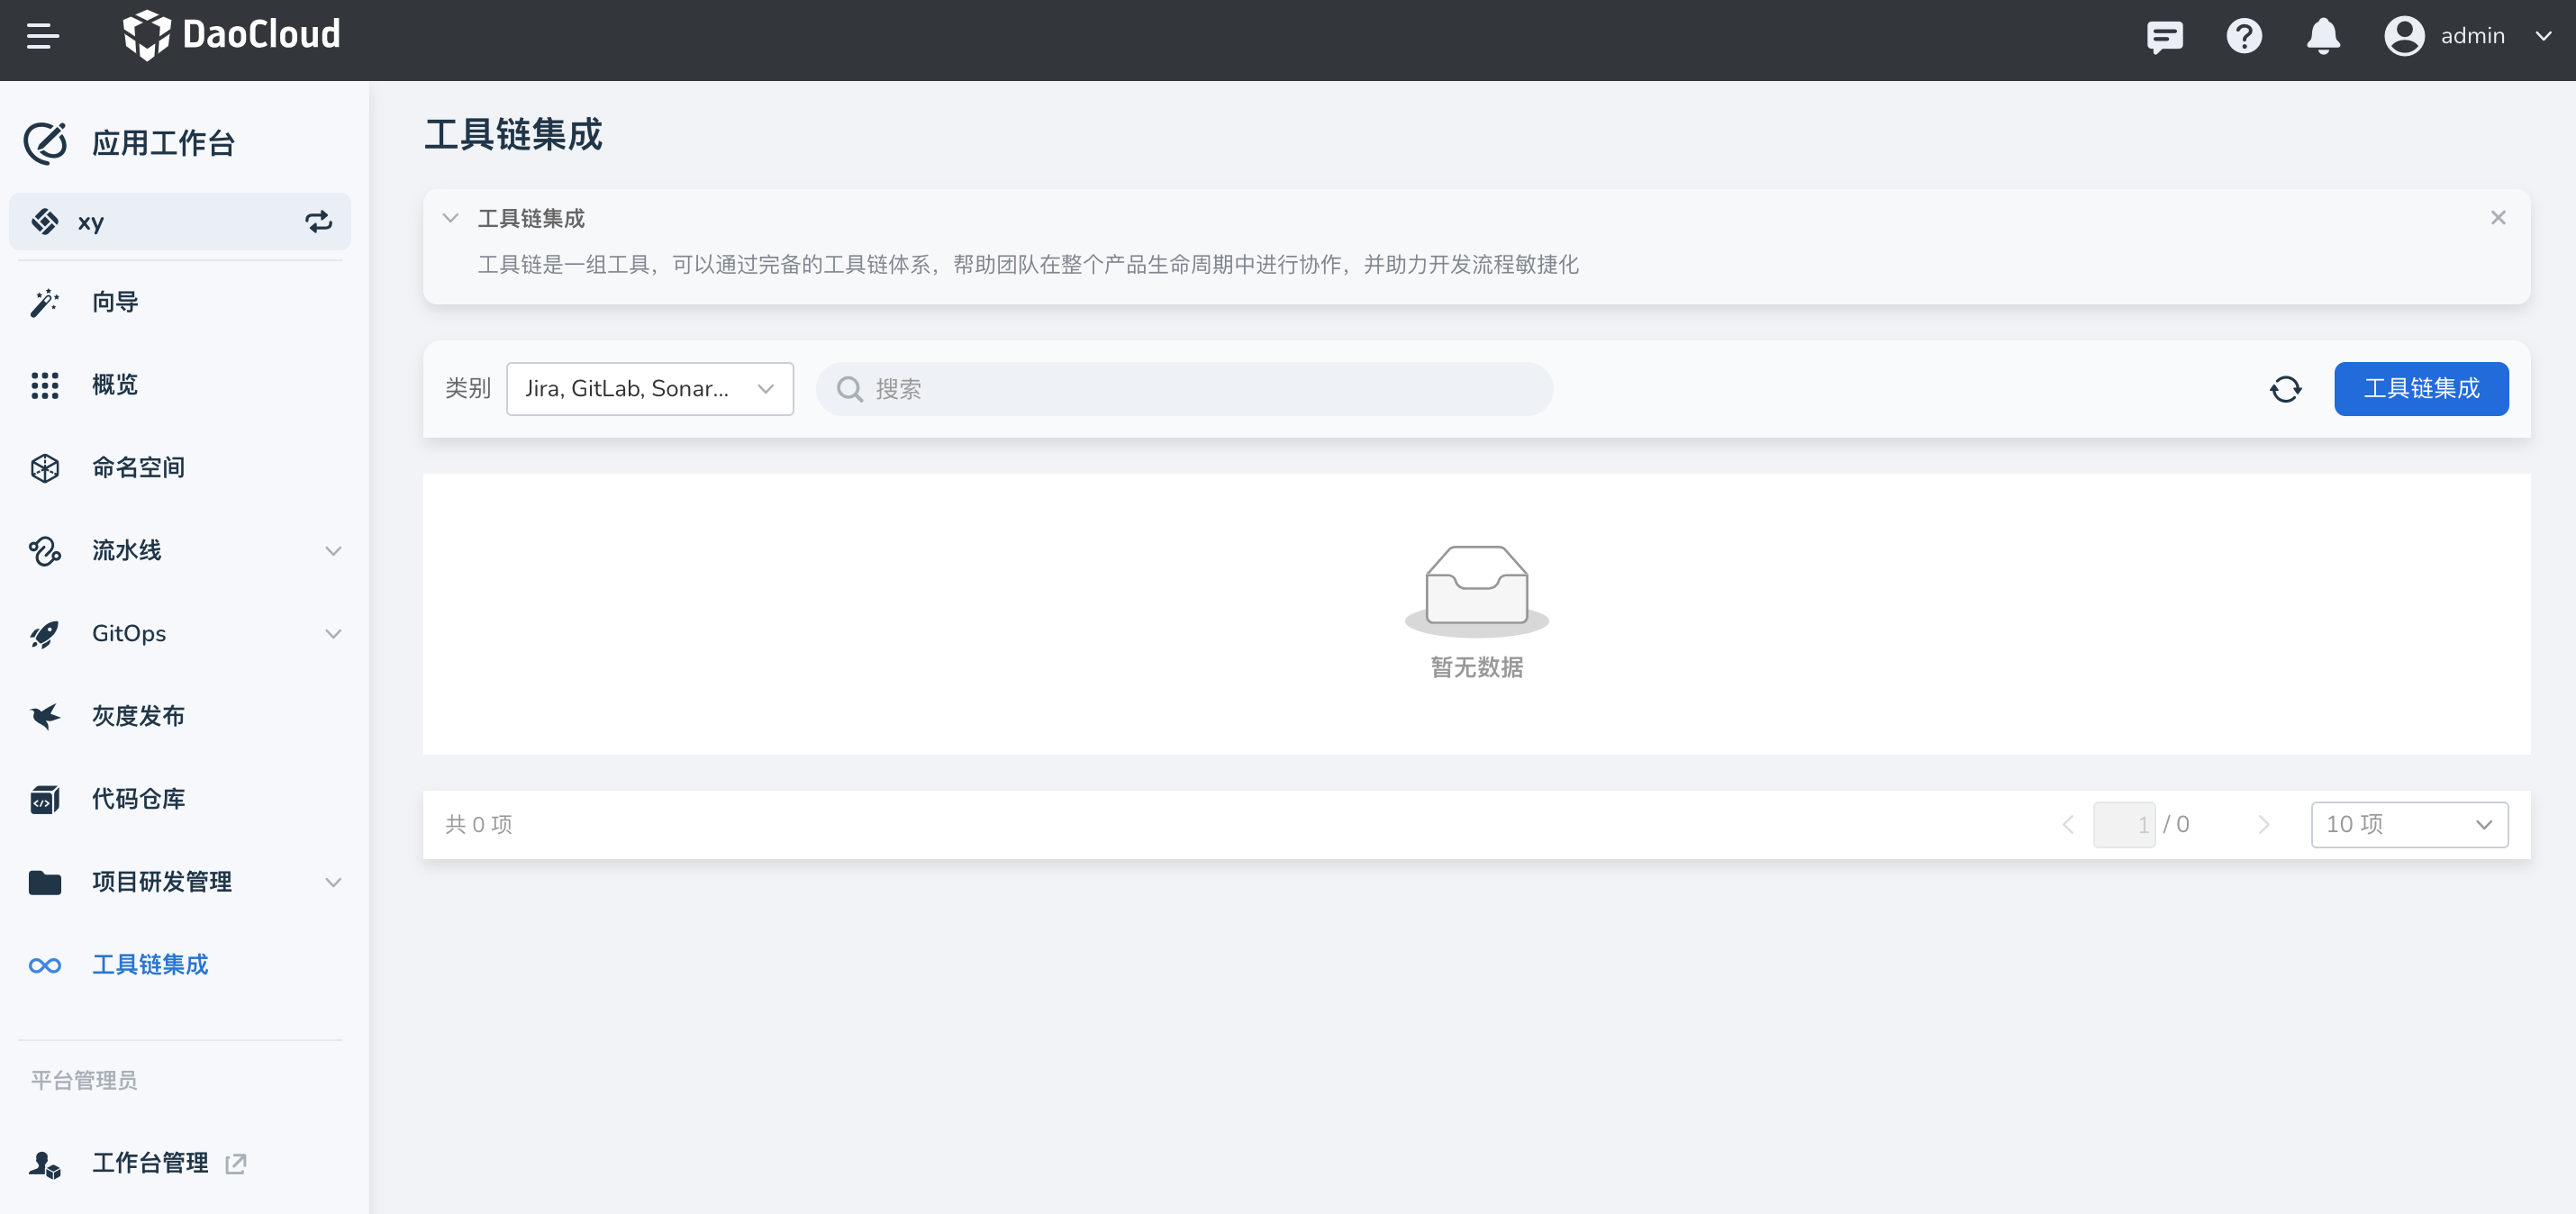 DaoCloud
admin
应用工作台
xy
向导
概览
命名空间
流水线
GitOps
灰度发布
代码仓库
项目研发管理
工具链集成
平台管理员
工作台管理
工具链集成
工具链集成
工具链是一组工具，可以通过完备的工具链体系，帮助团队在整个产品生命周期中进行协作，并助力开发流程敏捷化
类别 Jira, GitLab, Sonar... 搜索 工具链集成
暂无数据
共 0 项 1 / 0 10 项